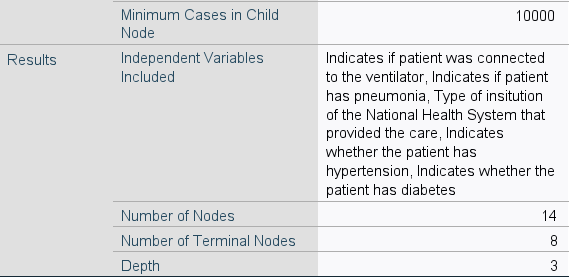 Minimum Cases in Child
Node
10000
Results
Independent Variables
Included
Indicates if patient was connected
to the ventilator, Indicates if patient
has pneumonia, Type of insitution
of the National Health System that
provided the care, Indicates
whether the patient has
hypertension, Indicates whether the
patient has diabetes
Number of Nodes
14
Number of Terminal Nodes
8
Depth
3